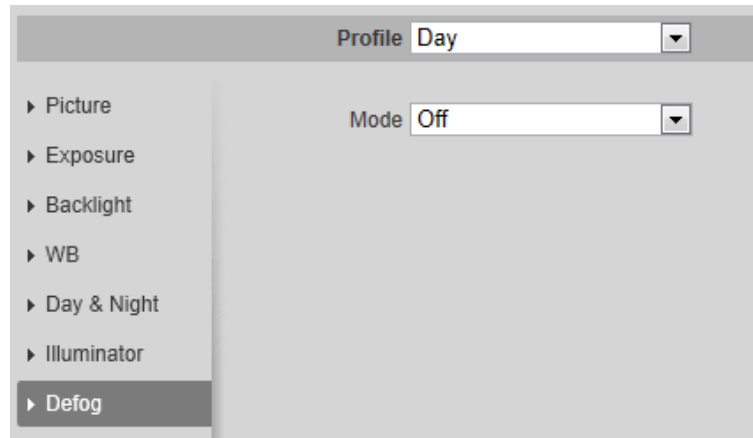 Profile Day
Picture
Mode Off
Exposure
Backlight
WB
Day & Night
Illuminator
Defog